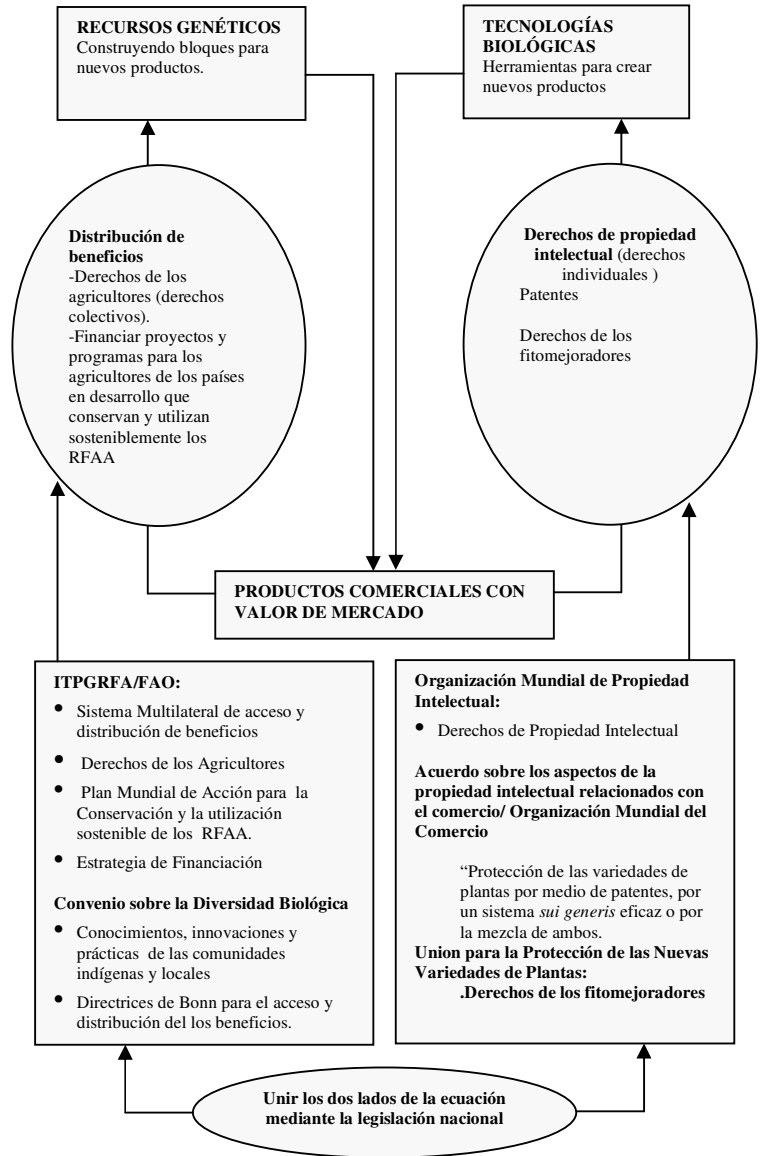 RECURSOS GENÉTICOS
Construyendo bloques para
nuevos productos.
TECNOLOGÍAS
BIOLÓGICAS
Herramientas para crear
nuevos productos
Distribución de
beneficios
-Derechos de los
agricultores (derechos
colectivos).
-Financiar proyectos y
programas para los
agricultores de los países
en desarrollo que
conservan y utilizan
sosteniblemente los
RFAA
Derechos de propiedad
intelectual (derechos
individuales )
Patentes
Derechos de los
fitomejoradores
PRODUCTOS COMERCIALES CON
VALOR DE MERCADO
ITPGRFA/FAO:
• Sistema Multilateral de acceso y
distribución de beneficios
• Derechos de los Agricultores
• Plan Mundial de Acción para la
Conservación y la utilización
sostenible de los RFAA.
• Estrategia de Financiación
Convenio sobre la Diversidad Biológica
• Conocimientos, innovaciones y
prácticas de las comunidades
indígenas y locales
• Directrices de Bonn para el acceso y
distribución del los beneficios.
Organización Mundial de Propiedad
Intelectual:
• Derechos de Propiedad Intelectual
Acuerdo sobre los aspectos de la
propiedad intelectual relacionados con
el comercio/ Organización Mundial del
Comercio
“Protección de las variedades de
plantas por medio de patentes, por
un sistema sui generis eficaz o por
la mezcla de ambos.
Union para la Protección de las Nuevas
Variedades de Plantas:
.Derechos de los fitomejoradores
Unir los dos lados de la ecuación
mediante la legislación nacional